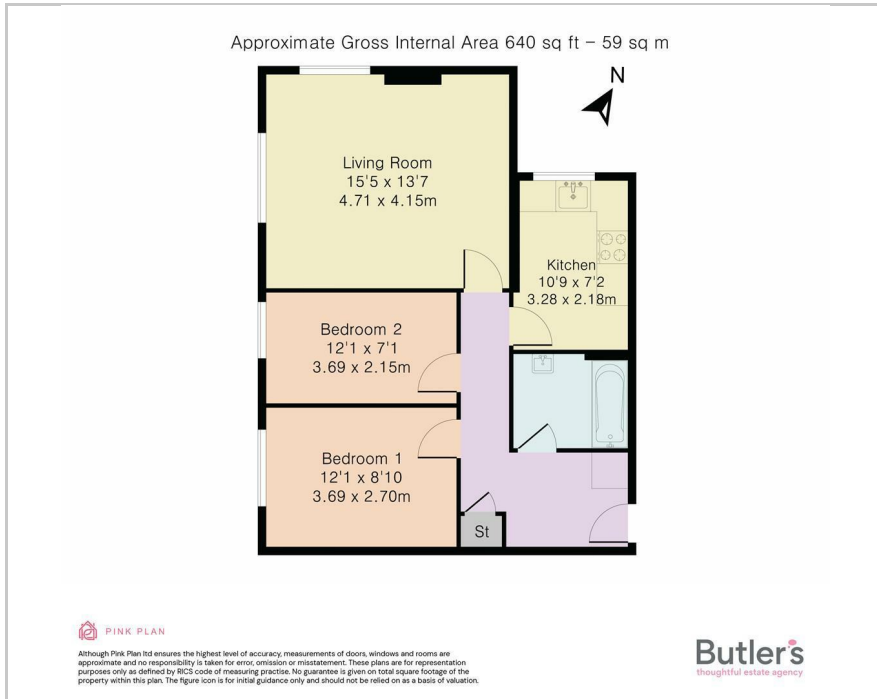 Approximate Gross Internal Area 640 sq ft - 59 sq m
N
Living Room
15'5 x 13'7
4.71 x 4.15m
Kitchen
10'9 x 7'2
3.28 x 2.18m
Bedroom 2
12'1 x 7'1
3.69 x 2.15m
Bedroom 1
12'1 x 8'10
3.69 x 2.70m
St
PINK PLAN
Although Pink Plan ltd ensures the highest level of accuracy, measurements of doors, windows and rooms are
approximate and no responsibility is taken for error, omission or misstatement. These plans are for representation
purposes only as defined by RICS code of measuring practise. No guarantee is given on total square footage of the
property within this plan. The figure icon is for initial guidance only and should not be relied on as a basis of valuation.
Butler's
thoughtful estate agency